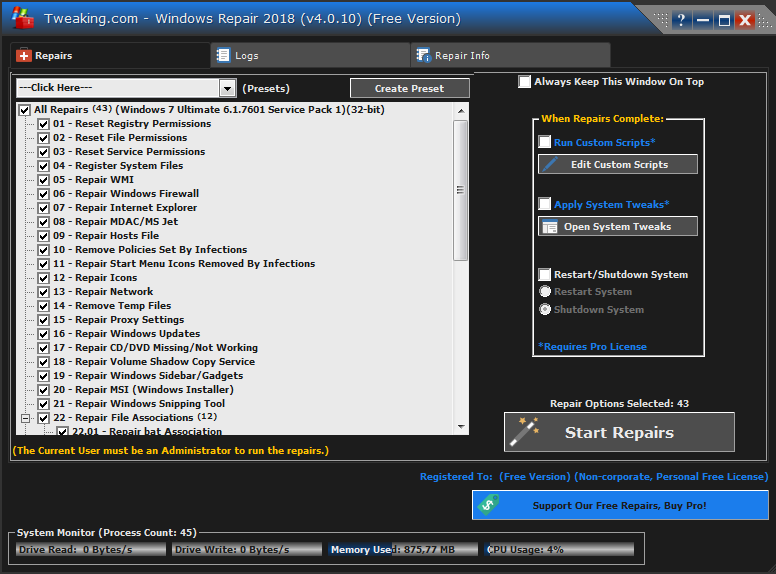 Tweaking.com - Windows Repair 2018 (v4.0.10) (Free Version)
?
Repairs
Logs
Repair Info
---Click Here---
(Presets)
Create Preset
Always Keep This Window On Top
All Repairs (43) (Windows 7 Ultimate 6.1.7601 Service Pack 1)(32-bit)
01 - Reset Registry Permissions
02 - Reset File Permissions
03 - Reset Service Permissions
04 - Register System Files
05 - Repair WMI
06 - Repair Windows Firewall
07 - Repair Internet Explorer
08 - Repair MDAC/MS Jet
09 - Repair Hosts File
10 - Remove Policies Set By Infections
11 - Repair Start Menu Icons Removed By Infections
12 - Repair Icons
13 - Repair Network
14 - Remove Temp Files
15 - Repair Proxy Settings
16 - Repair Windows Updates
17 - Repair CD/DVD Missing/Not Working
18 - Repair Volume Shadow Copy Service
19 - Repair Windows Sidebar/Gadgets
20 - Repair MSI (Windows Installer)
21 - Repair Windows Snipping Tool
22 - Repair File Associations (12)
22.01 - Repair bat Association
(The Current User must be an Administrator to run the repairs.)
When Repairs Complete:
Run Custom Scripts*
Edit Custom Scripts
Apply System Tweaks*
Open System Tweaks
Restart/Shutdown System
Restart System
Shutdown System
*Requires Pro License
Repair Options Selected: 43
Start Repairs
Registered To: (Free Version) (Non-corporate, Personal Free License)
Support Our Free Repairs, Buy Pro!
System Monitor (Process Count: 45)
Drive Read: 0 Bytes/s
Drive Write: 0 Bytes/s
Memory Used: 875,77 MB
CPU Usage: 4%